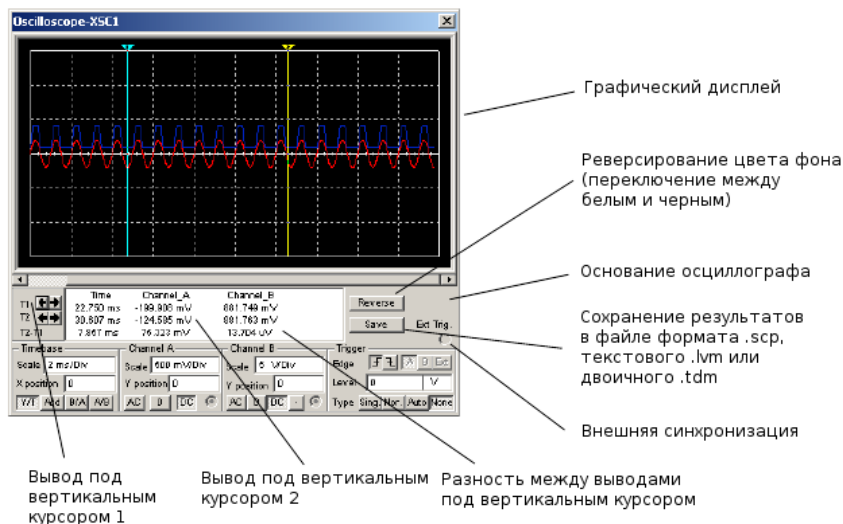 Oscilloscope-XSC1
Графический дисплей
Реверсирование цвета фона
(переключение между
белым и черным)
Основание осциллографа
Сохранение результатов
в файле формата .scp,
текстового .lvm или
двоичного .tdm
Внешняя синхронизация
Time Channel_A Channel_B
T1 22.750 ms -199.906 mV 881.749 mV
T2 30.607 ms -124.585 mV 881.763 mV
T2-T1 7.857 ms 13.704 uV
Reverse
Save Ext Trig.
Timebase Channel A Channel B Trigger
Scale 2 ms/Div Scale 600 mV/Div Scale 5 V/Div Edge A B Ext
X position 0 Y position 0 Y position 0 Level 0 V
Y/T Add B/A A/B AC 0 DC AC 0 DC - Type Sing. Nor. Auto None
Вывод под
вертикальным
курсором 1
Вывод под вертикальным
курсором 2
Разность между выводами
под вертикальным курсором